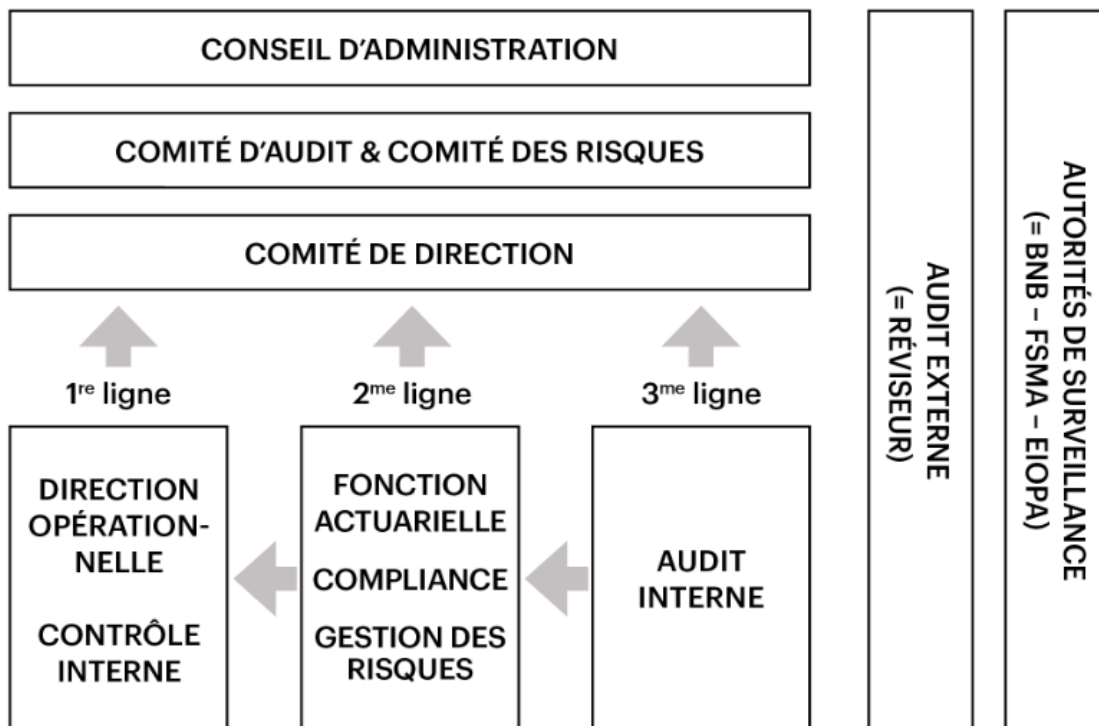 CONSEIL D'ADMINISTRATION
COMITÉ D'AUDIT & COMITÉ DES RISQUES
COMITÉ DE DIRECTION
1re ligne
2me ligne
3me ligne
DIRECTION
OPÉRATION-
NELLE
CONTRÔLE
INTERNE
FONCTION
ACTUARIELLE
COMPLIANCE
GESTION DES
RISQUES
AUDIT
INTERNE
AUDIT EXTERNE
(= RÉVISEUR)
AUTORITÉS DE SURVEILLANCE
(= BNB – FSMA – EIOPA)